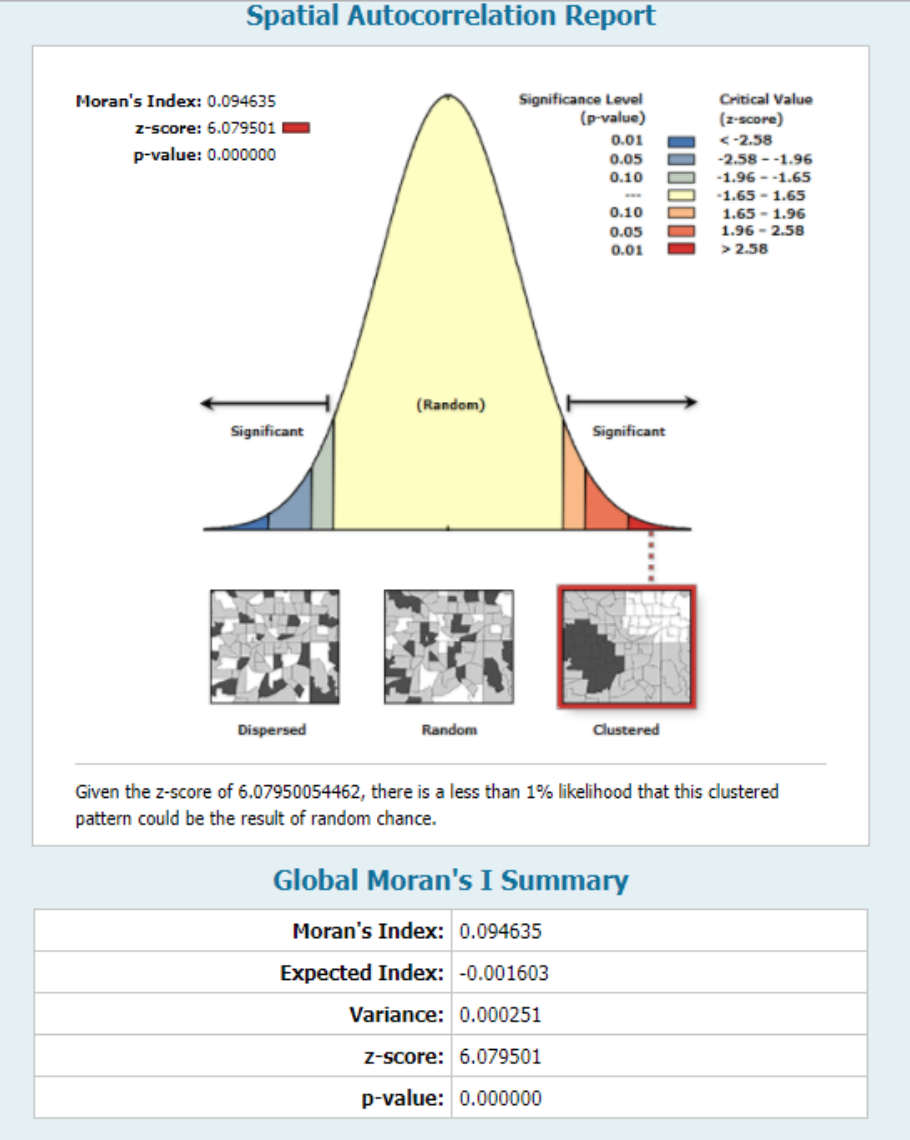 Spatial Autocorrelation Report
Moran's Index: 0.094635
z-score: 6.079501
p-value: 0.000000
Significance Level Critical Value
(p-value) (z-score)
0.01 < -2.58
0.05 -2.58 - -1.96
0.10 -1.96 - -1.65
--- -1.65 - 1.65
0.10 1.65 - 1.96
0.05 1.96 - 2.58
0.01 > 2.58
(Random)
Significant Significant
Dispersed Random Clustered
Given the z-score of 6.07950054462, there is a less than 1% likelihood that this clustered
pattern could be the result of random chance.
Global Moran's I Summary
Moran's Index: 0.094635
Expected Index: -0.001603
Variance: 0.000251
z-score: 6.079501
p-value: 0.000000